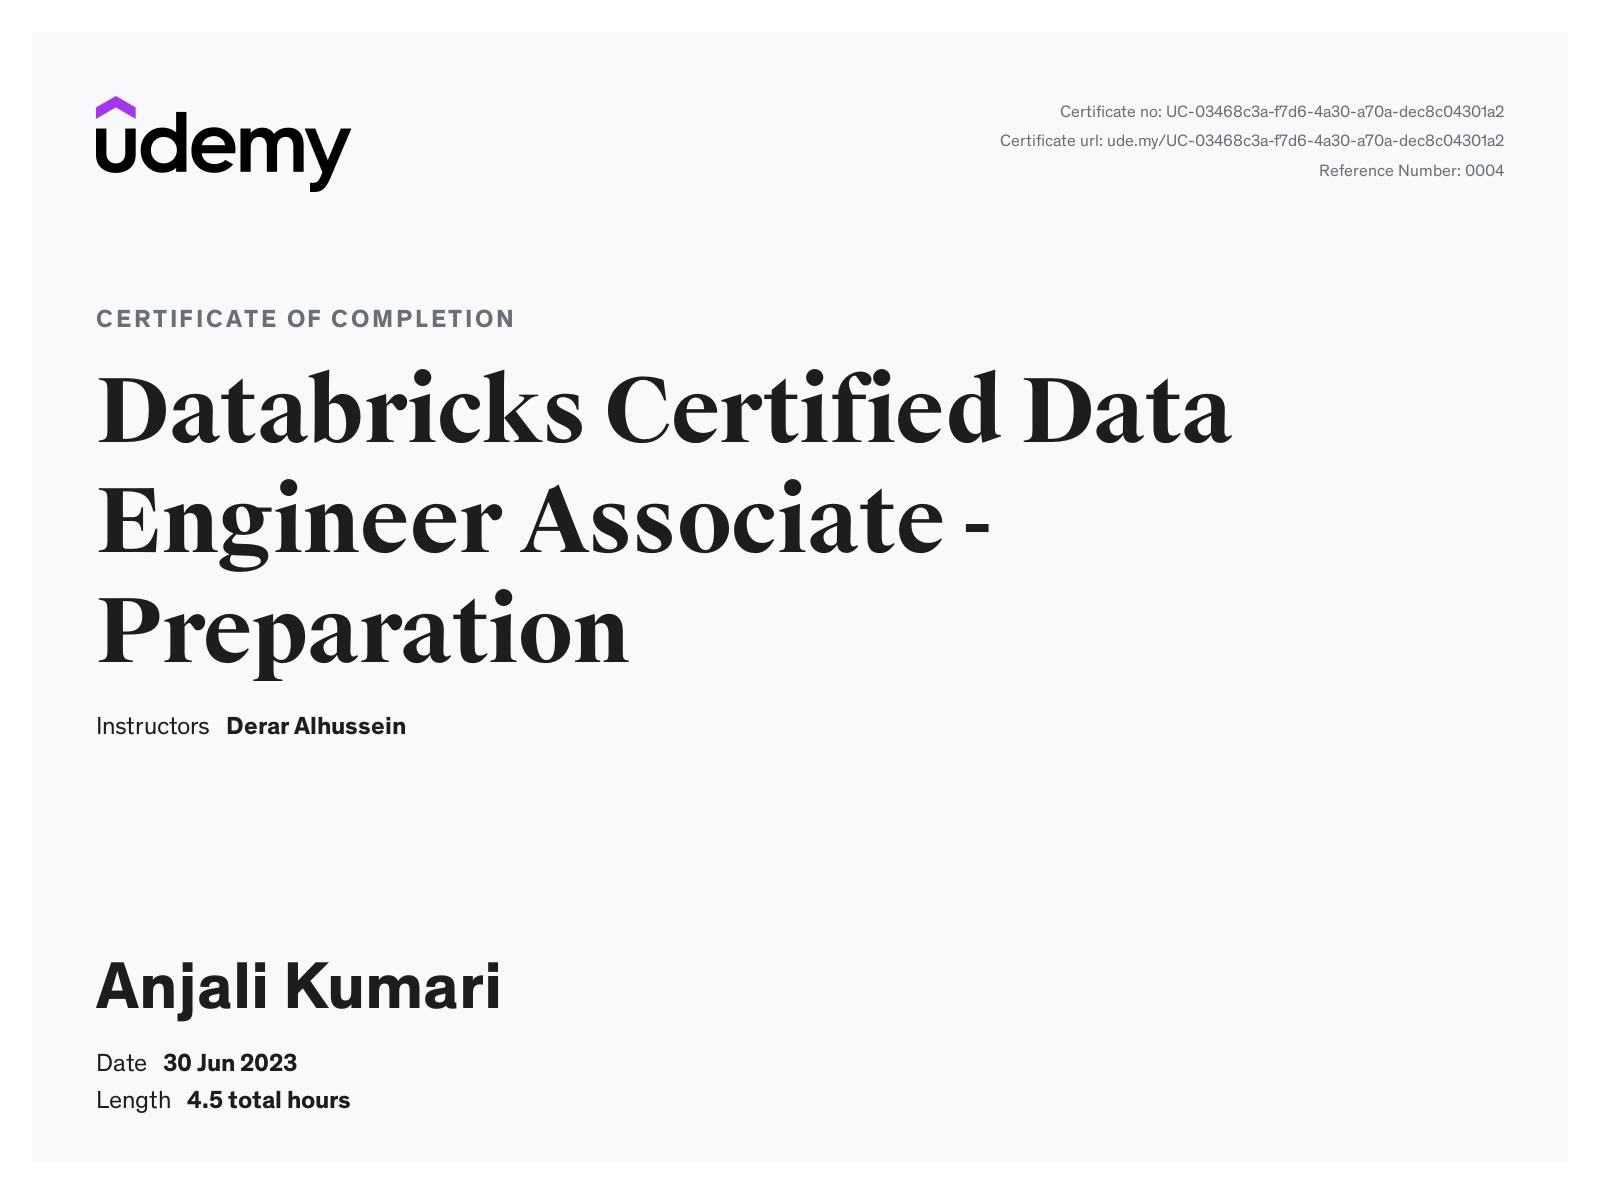 udemy
Certificate no: UC-03468c3a-f7d6-4a30-a70a-dec8c04301a2
Certificate url: ude.my/UC-03468c3a-f7d6-4a30-a70a-dec8c04301a2
Reference Number: 0004
CERTIFICATE OF COMPLETION
Databricks Certified Data
Engineer Associate -
Preparation
Instructors Derar Alhussein
Anjali Kumari
Date 30 Jun 2023
Length 4.5 total hours